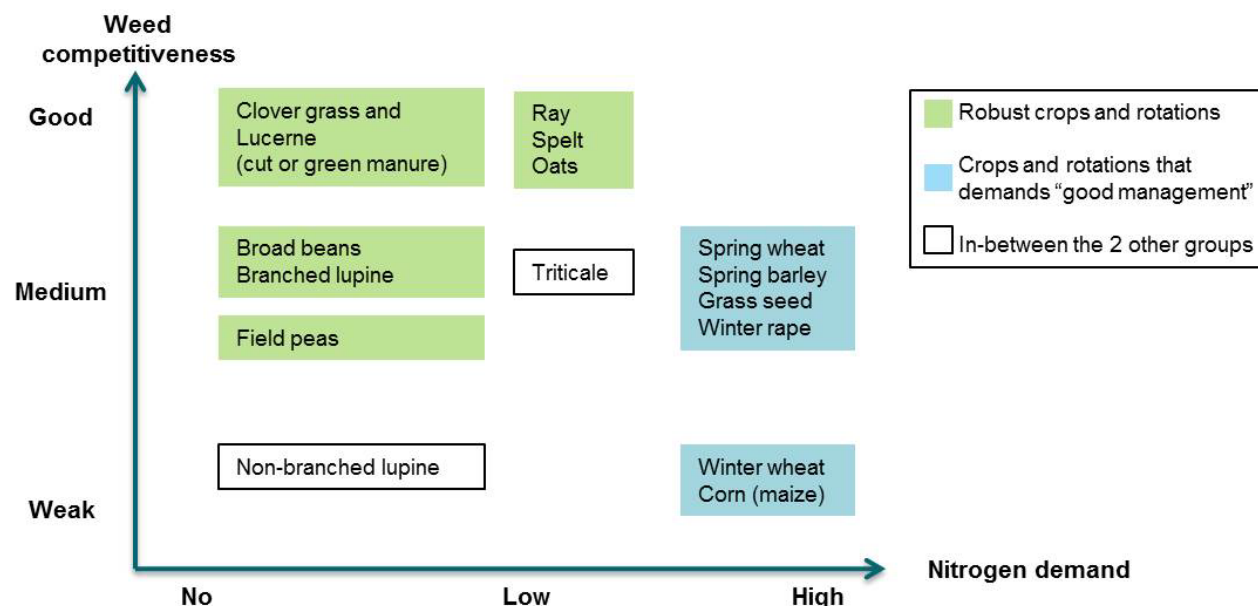 Weed
competitiveness
Good
Clover grass and
Lucerne
(cut or green manure)
Ray
Spelt
Oats
Robust crops and rotations
Crops and rotations that
demands “good management”
In-between the 2 other groups
Medium
Broad beans
Branched lupine
Triticale
Spring wheat
Spring barley
Grass seed
Winter rape
Field peas
Weak
Non-branched lupine
Winter wheat
Corn (maize)
Nitrogen demand
No
Low
High